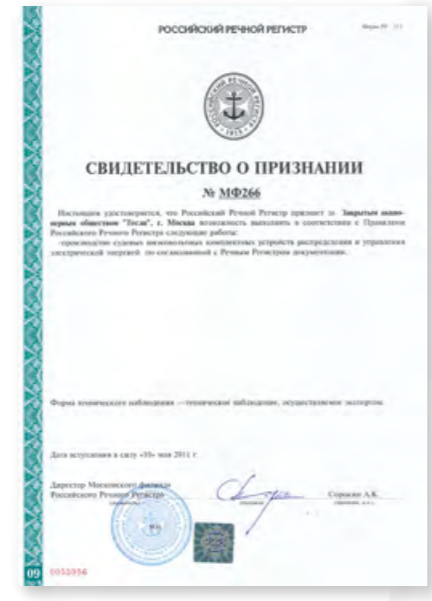 РОССИЙСКИЙ РЕЧНОЙ РЕГИСТР
СВИДЕТЕЛЬСТВО О ПРИЗНАНИИ
№ МФ266
Настоящим удостоверяется, что Российский Речной Регистр признает за Закрытым акцио-
нерным обществом "Тесла", г. Москва возможность выполнять в соответствии с Правилами
Российского Речного Регистра следующие работы:
-производство судовых низковольтных комплектных устройств распределения и управления
электрической энергией по согласованной с Речным Регистром документации.
Форма технического наблюдения —техническое наблюдение, осуществляемое экспертом.
Дата вступления в силу «10» мая 2011 г.
Директор Московского филиала
Российского Речного Регистра
Сорокин А.К.
09